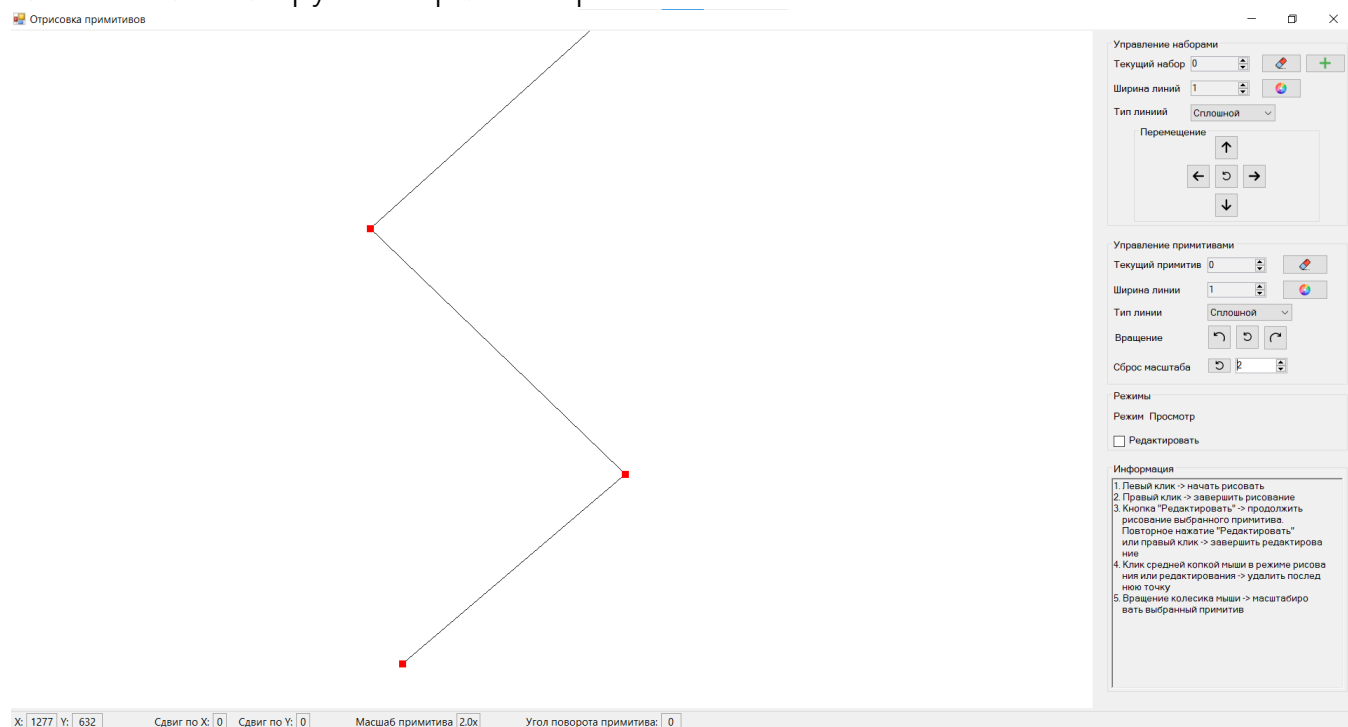 Отрисовка примитивов
Управление наборами
Текущий набор 0
Ширина линий 1
Тип линиий Сплошной
Перемещение
Управление примитивами
Текущий примитив 0
Ширина линии 1
Тип линии Сплошной
Вращение
Сброс масштаба 2
Режимы
Режим Просмотр
Редактировать
Информация
1. Левый клик -> начать рисовать
2. Правый клик -> завершить рисование
3. Кнопка "Редактировать" -> продолжить
рисование выбранного примитива.
Повторное нажатие "Редактировать"
или правый клик -> завершить редактирова
ние
4. Клик средней копкой мыши в режиме рисова
ния или редактирования -> удалить послед
нюю точку
5. Вращение колесика мыши -> масштабиро
вать выбранный примитив
X: 1277 Y: 632 Сдвиг по X: 0 Сдвиг по Y: 0 Масшаб примитива 2.0x Угол поворота примитива: 0